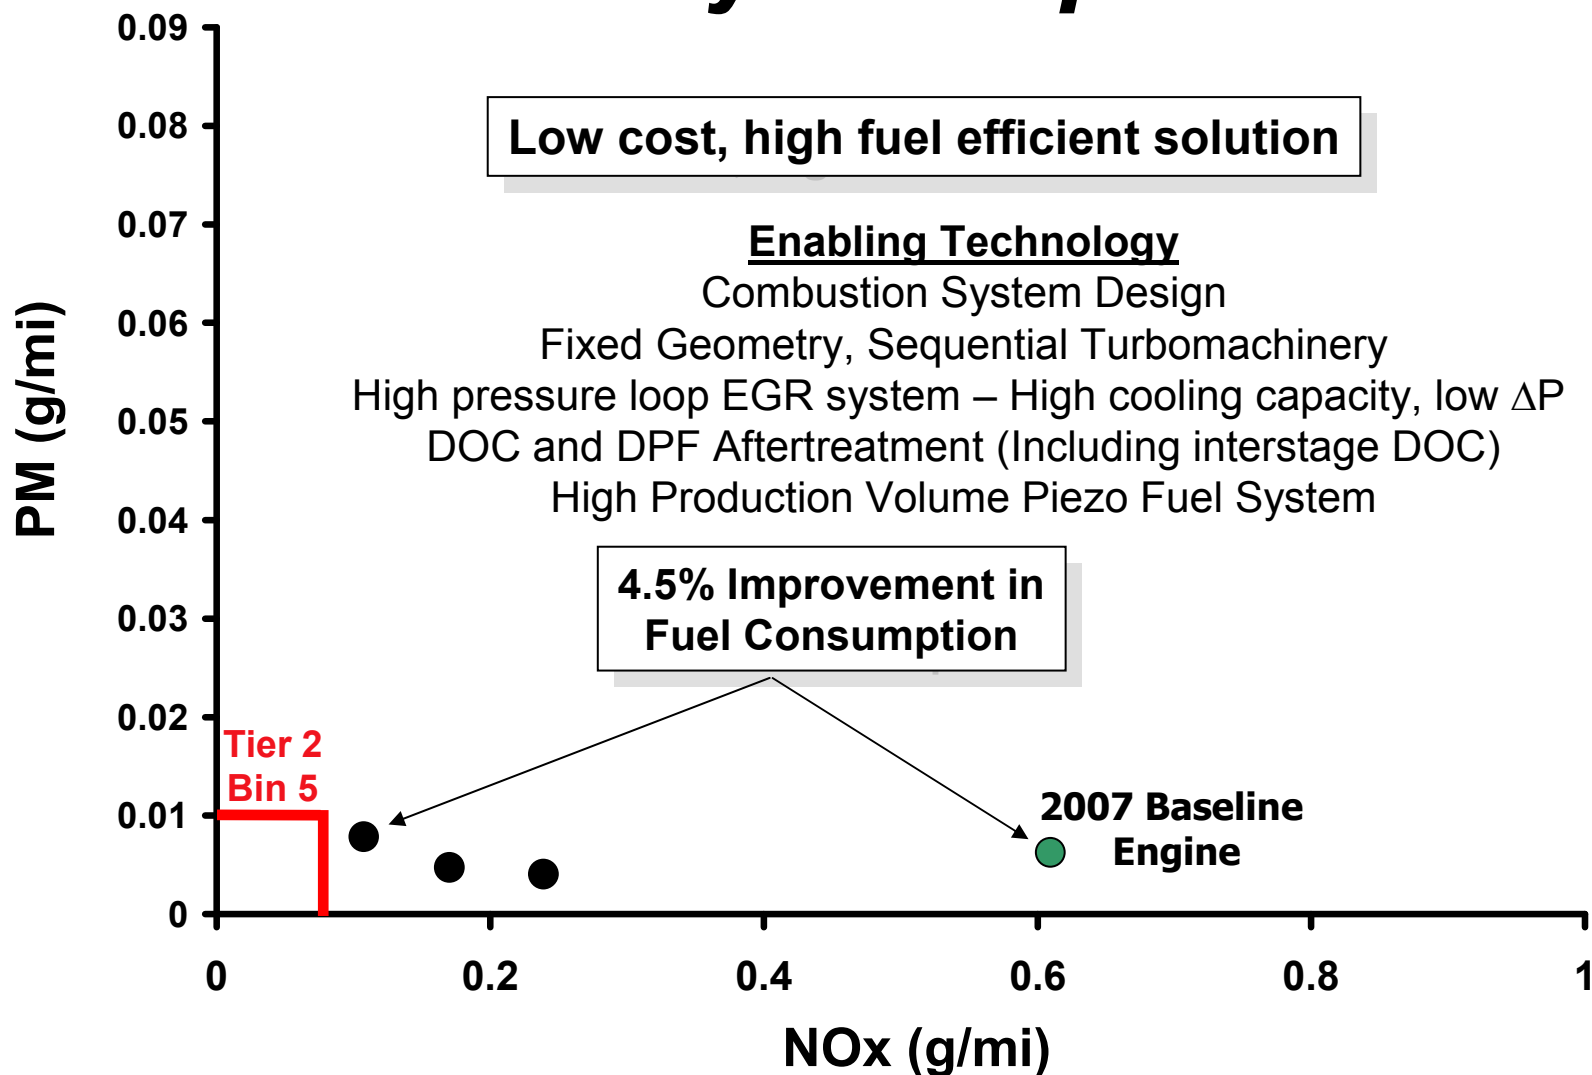 0.09
0.08
0.07
0.06
0.05
0.04
0.03
0.02
0.01
0
PM (g/mi)
Low cost, high fuel efficient solution
Enabling Technology
Combustion System Design
Fixed Geometry, Sequential Turbomachinery
High pressure loop EGR system – High cooling capacity, low ΔP
DOC and DPF Aftertreatment (Including interstage DOC)
High Production Volume Piezo Fuel System
4.5% Improvement in
Fuel Consumption
Tier 2
Bin 5
2007 Baseline
Engine
0 0.2 0.4 0.6 0.8 1
NOx (g/mi)